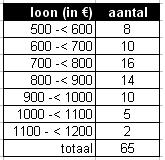 loon (in €) aantal
500 -< 600 8
600 -< 700 10
700 -< 800 16
800 -< 900 14
900 -< 1000 10
1000 -< 1100 5
1100 - < 1200 2
totaal 65